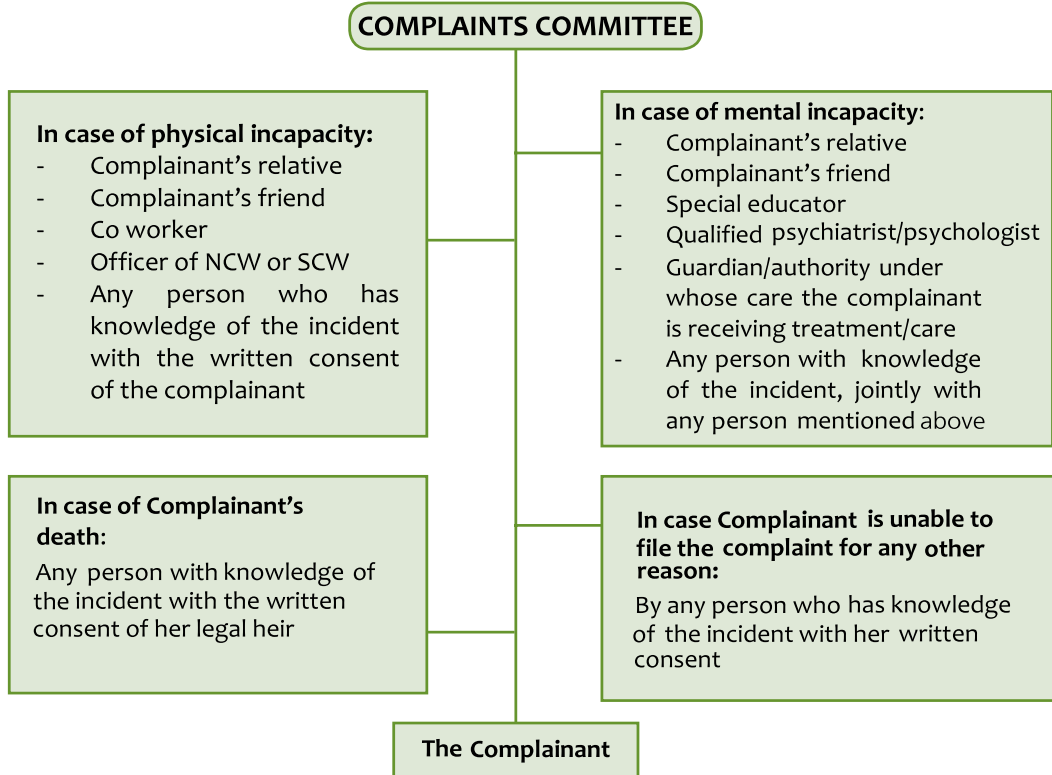 COMPLAINTS COMMITTEE
In case of physical incapacity:
- Complainant's relative
- Complainant's friend
- Co worker
- Officer of NCW or SCW
- Any person who has
knowledge of the incident
with the written consent
of the complainant
In case of mental incapacity:
- Complainant's relative
- Complainant's friend
- Special educator
- Qualified psychiatrist/psychologist
- Guardian/authority under
whose care the complainant
is receiving treatment/care
- Any person with knowledge
of the incident, jointly with
any person mentioned above
In case of Complainant's
death:
Any person with knowledge of
the incident with the written
consent of her legal heir
In case Complainant is unable to
file the complaint for any other
reason:
By any person who has knowledge
of the incident with her written
consent
The Complainant